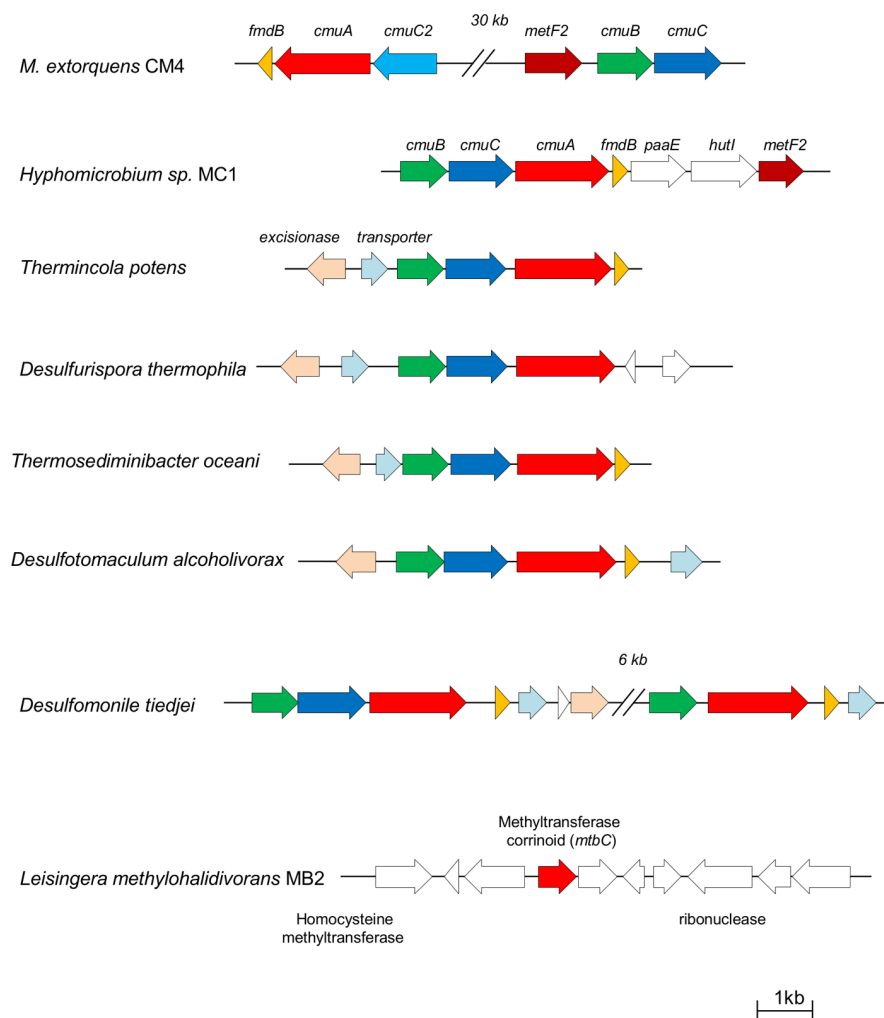 30 kb
fmdB cmuA cmuC2 metF2 cmuB cmuC
M. extorquens CM4
cmuB cmuC cmuA fmdB paaE hutI metF2
Hyphomicrobium sp. MC1
excisionase transporter
Thermincola potens
Desulfurispora thermophila
Thermosediminibacter oceani
Desulfotomaculum alcoholivorax
6 kb
Desulfomonile tiedjei
Methyltransferase
corrinoid (mtbC)
Leisingera methylohalidivorans MB2
Homocysteine
methyltransferase
ribonuclease
1kb